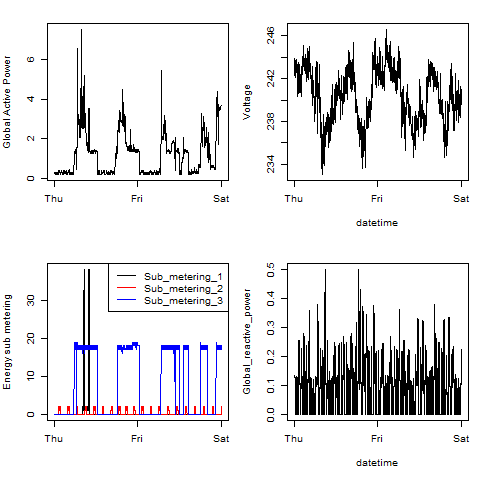 Global Active Power
0 2 4 6
Thu Fri Sat
Voltage
234 238 242 246
Thu Fri Sat
datetime
Energy sub metering
0 10 20 30
Sub_metering_1
Sub_metering_2
Sub_metering_3
Thu Fri Sat
Global_reactive_power
0.0 0.1 0.2 0.3 0.4 0.5
Thu Fri Sat
datetime